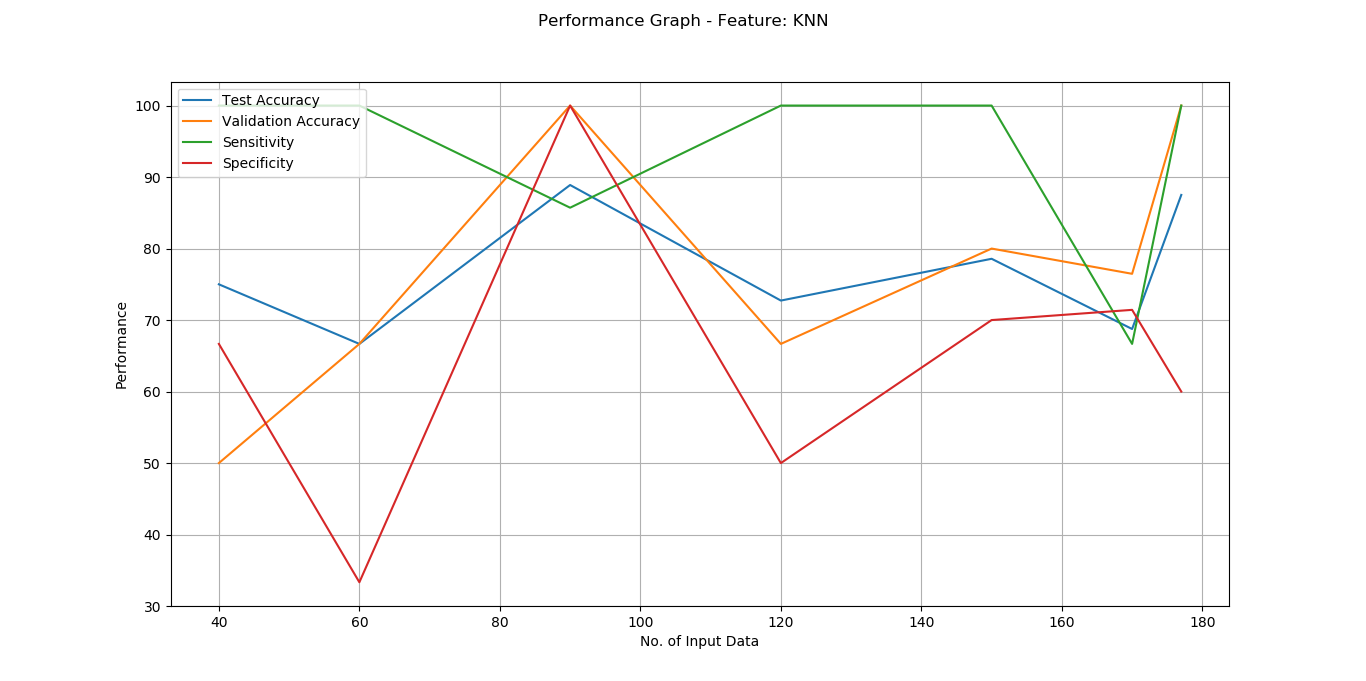 Performance Graph - Feature: KNN
Test Accuracy
Validation Accuracy
Sensitivity
Specificity
100
90
80
70
60
50
40
30
Performance
40 60 80 100 120 140 160 180
No. of Input Data